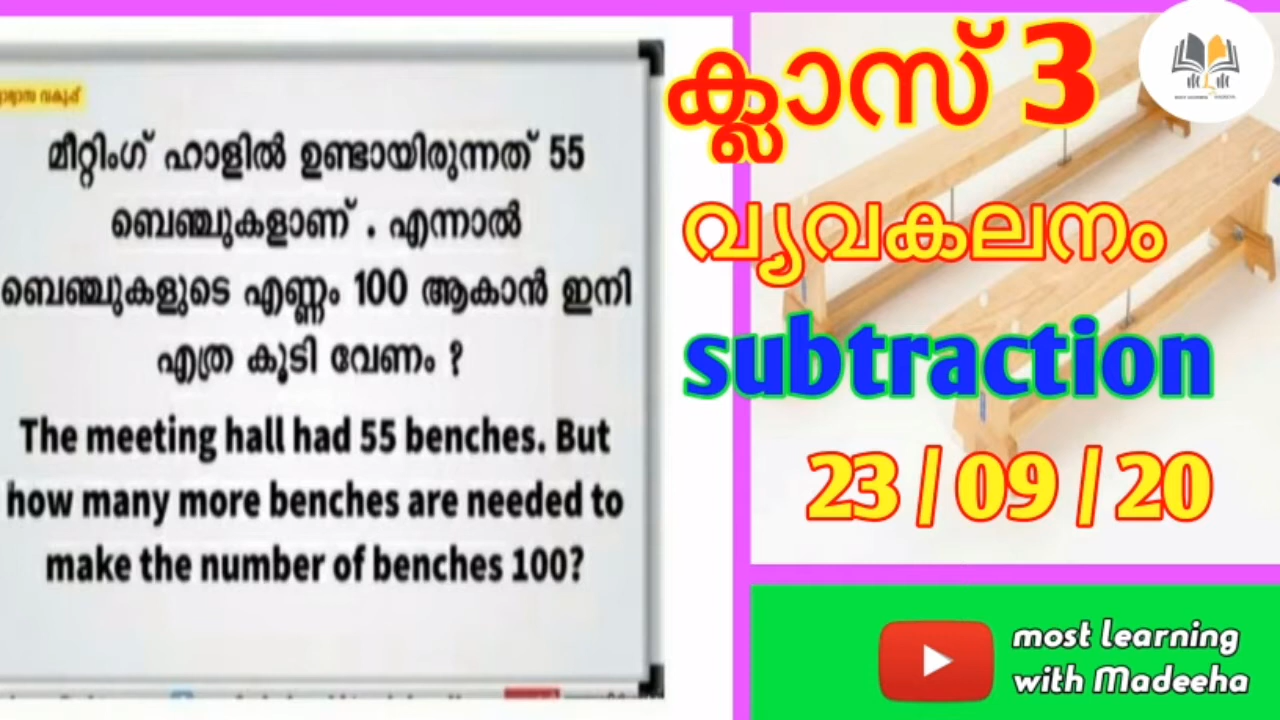 മീറ്റിംഗ് ഹാളിൽ ഉണ്ടായിരുന്നത് 55
ബെഞ്ചുകളാണ് . എന്നാൽ
ബെഞ്ചുകളുടെ എണ്ണം 100 ആകാൻ ഇനി
എത്ര കൂടി വേണം ?
The meeting hall had 55 benches. But
how many more benches are needed to
make the number of benches 100?
ക്ലാസ് 3
വ്യവകലനം
subtraction
23 / 09 / 20
most learning
with Madeeha